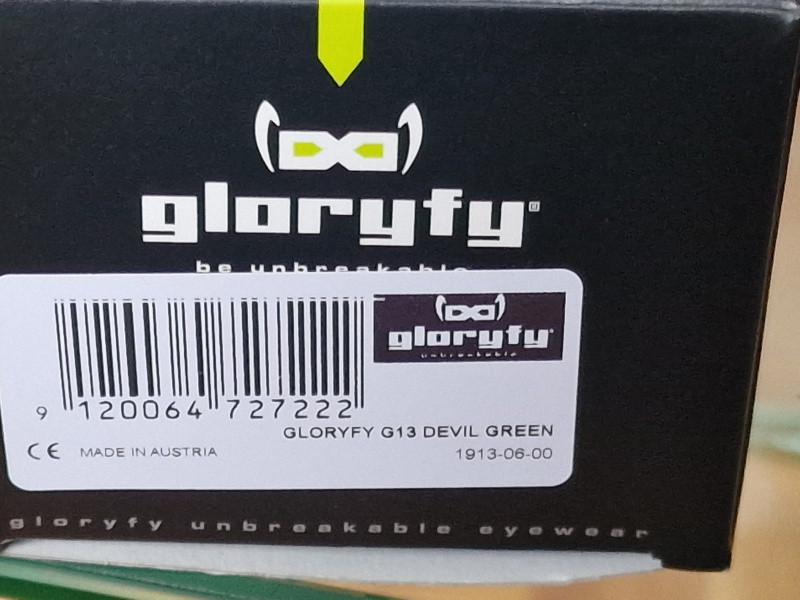 gloryfy
be unbreakable
gloryfy
unbreakable
9 120064 727222
GLORYFY G13 DEVIL GREEN
CE MADE IN AUSTRIA
1913-06-00
gloryfy unbreakable eyewear